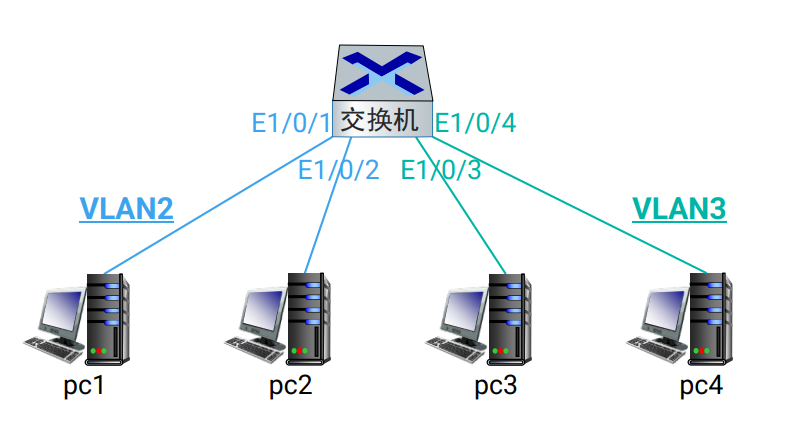 E1/0/1
交换机
E1/0/4
E1/0/2
E1/0/3
VLAN2
VLAN3
pc1
pc2
pc3
pc4